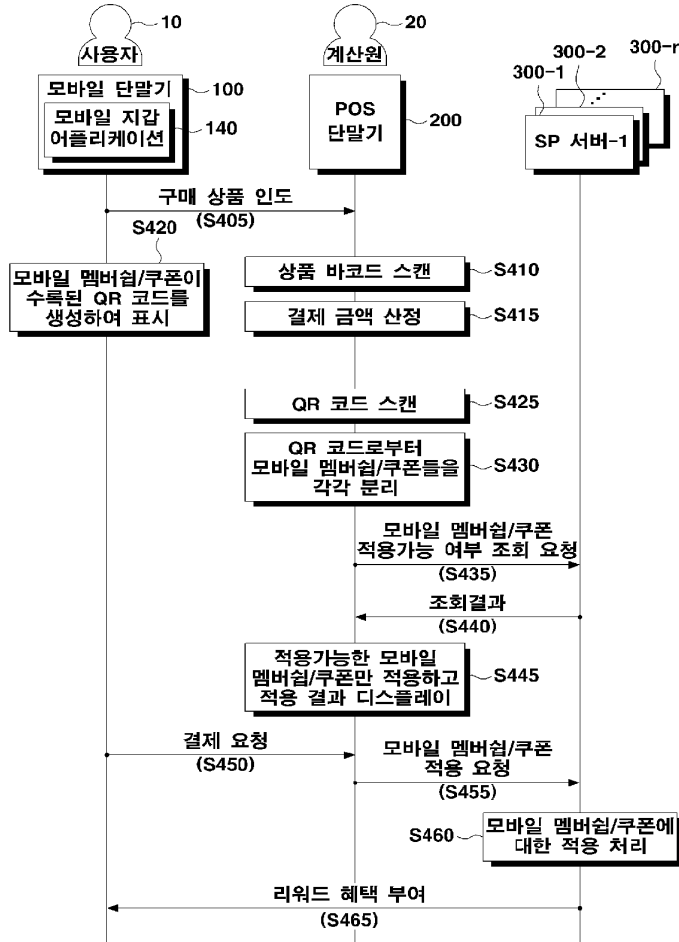 10
20
사용자
계산원
300-n
300-2
300-1
모바일 단말기
100
모바일 지갑
어플리케이션
140
POS
단말기
200
SP 서버-1
구매 상품 인도
(S405)
S420
모바일 멤버쉽/쿠폰이
수록된 QR 코드를
생성하여 표시
상품 바코드 스캔
S410
결제 금액 산정
S415
QR 코드 스캔
S425
QR 코드로부터
모바일 멤버쉽/쿠폰들을
각각 분리
S430
모바일 멤버쉽/쿠폰
적용가능 여부 조회 요청
(S435)
조회결과
(S440)
적용가능한 모바일
멤버쉽/쿠폰만 적용하고
적용 결과 디스플레이
S445
결제 요청
(S450)
모바일 멤버쉽/쿠폰
적용 요청
(S455)
S460
모바일 멤버쉽/쿠폰에
대한 적용 처리
리워드 혜택 부여
(S465)